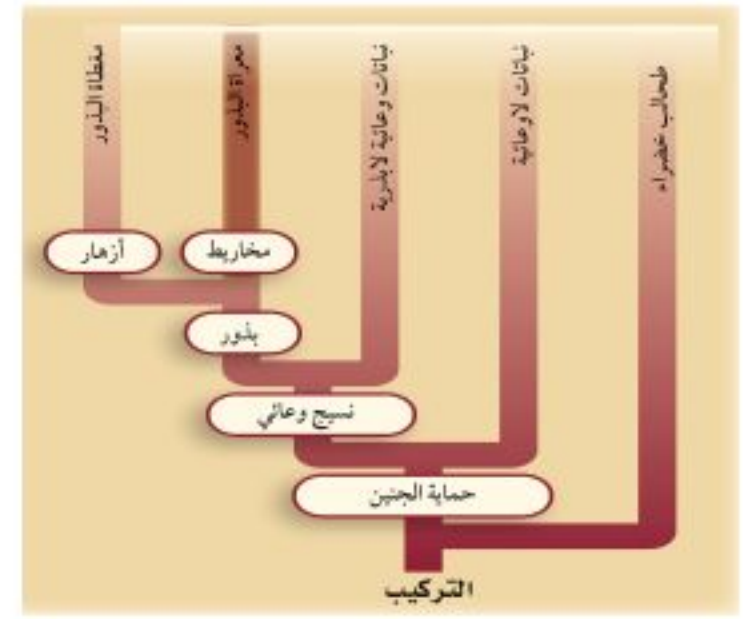 طحالب خضراء
نباتات لاوعائية
نباتات وعائية لابذرية
معراة البذور
مغطاة البذور
مخاريط
أزهار
بذور
نسيج وعائي
حماية الجنين
التركيب